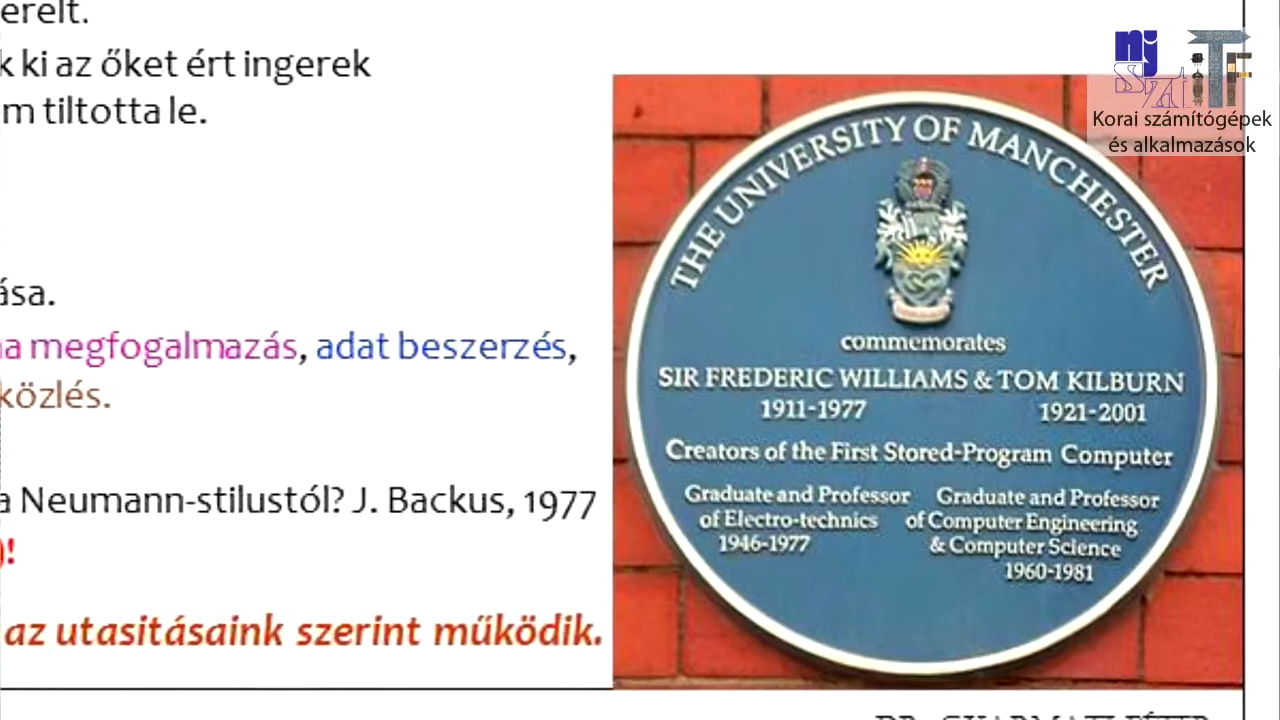 erelt.
k ki az őket ért ingerek
m tiltotta le.
ása.
a megfogalmazás, adat beszerzés,
közlés.
a Neumann-stilustól? J. Backus, 1977
)!
az utasitásaink szerint működik.
njSZT
iTF
Korai számítógépek
és alkalmazások
THE UNIVERSITY OF MANCHESTER
commemorates
SIR FREDERIC WILLIAMS & TOM KILBURN
1911-1977 1921-2001
Creators of the First Stored-Program Computer
Graduate and Professor Graduate and Professor
of Electro-technics of Computer Engineering
1946-1977 & Computer Science
1960-1981